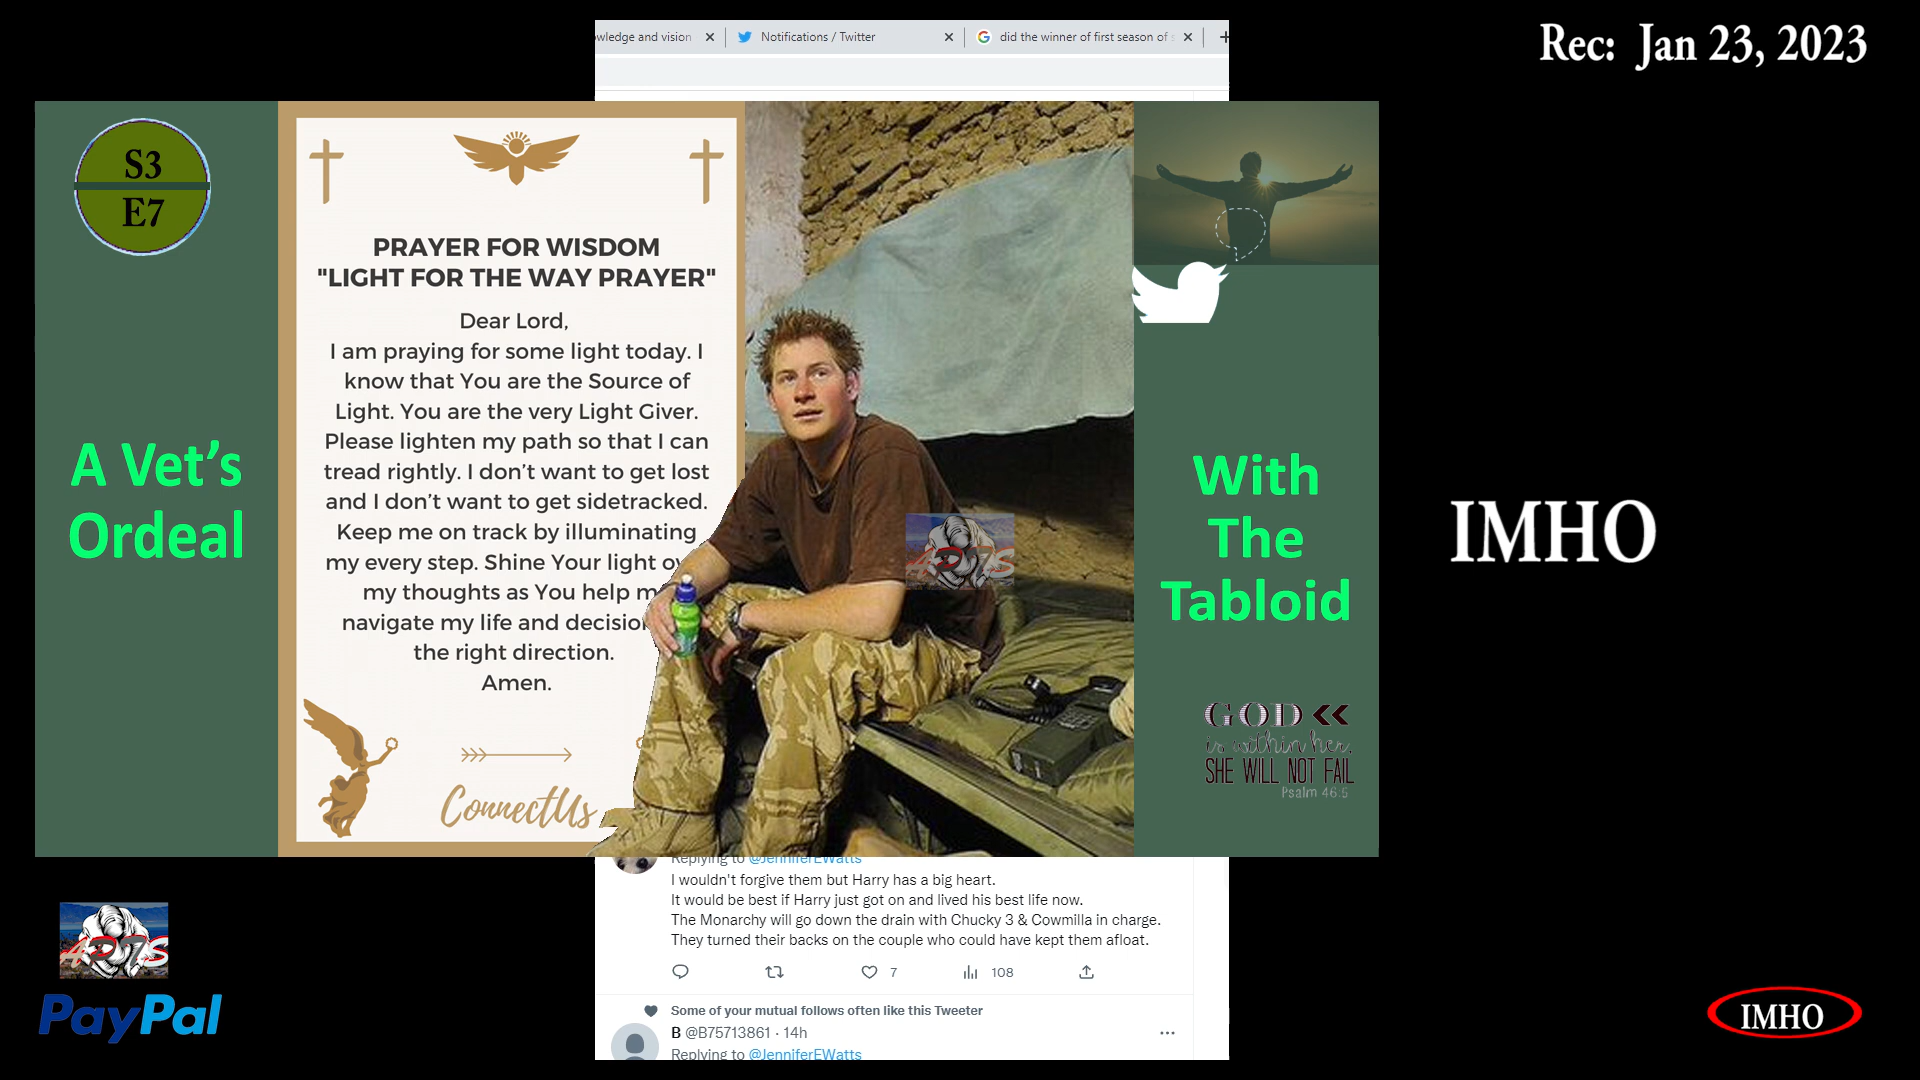 owledge and vision
Notifications / Twitter
did the winner of first season of
Rec: Jan 23, 2023
S3
E7
PRAYER FOR WISDOM
"LIGHT FOR THE WAY PRAYER"
Dear Lord,
I am praying for some light today. I
know that You are the Source of
Light. You are the very Light Giver.
Please lighten my path so that I can
tread rightly. I don't want to get lost
and I don't want to get sidetracked.
Keep me on track by illuminating
my every step. Shine Your light ov
my thoughts as You help m
navigate my life and decision
the right direction.
Amen.
ConnectUs
A Vet's
Ordeal
With
The
Tabloid
GOD
is within her.
SHE WILL NOT FAIL
Psalm 46:5
IMHO
Replying to @JenniferEWatts
I wouldn't forgive them but Harry has a big heart.
It would be best if Harry just got on and lived his best life now.
The Monarchy will go down the drain with Chucky 3 & Cowmilla in charge.
They turned their backs on the couple who could have kept them afloat.
7 108
Some of your mutual follows often like this Tweeter
B @B75713861 · 14h
Replying to @JenniferEWatts
PayPal
IMHO